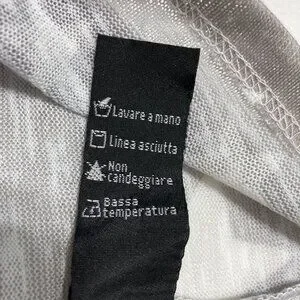 Lavare a mano
Linea asciutta
Non
candeggiare
Bassa
temperatura